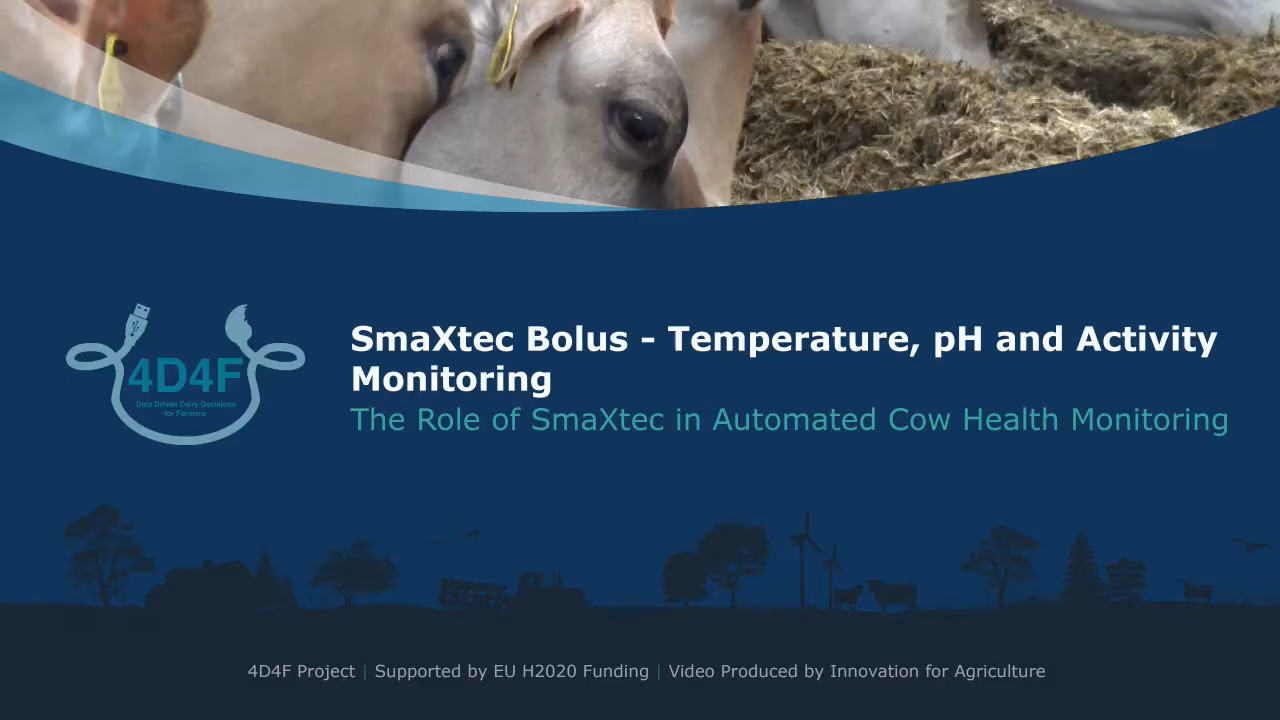 4D4F
Data Driven Dairy Decisions
for Farmers
SmaXtec Bolus - Temperature, pH and Activity
Monitoring
The Role of SmaXtec in Automated Cow Health Monitoring
4D4F Project | Supported by EU H2020 Funding | Video Produced by Innovation for Agriculture